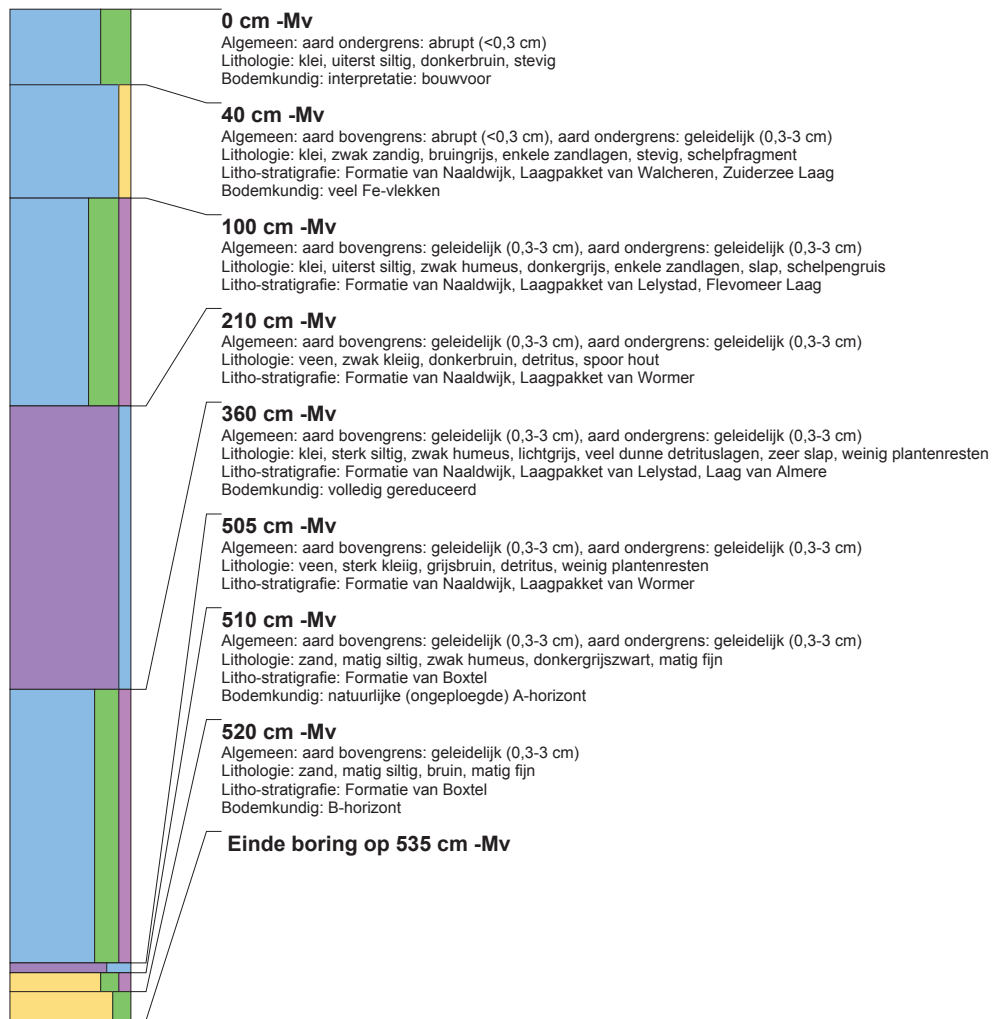 0 cm -Mv
Algemeen: aard ondergrens: abrupt (<0,3 cm)
Lithologie: klei, uiterst siltig, donkerbruin, stevig
Bodemkundig: interpretatie: bouwvoor
40 cm -Mv
Algemeen: aard bovengrens: abrupt (<0,3 cm), aard ondergrens: geleidelijk (0,3-3 cm)
Lithologie: klei, zwak zandig, bruingrijs, enkele zandlagen, stevig, schelpfragment
Litho-stratigrafie: Formatie van Naaldwijk, Laagpakket van Walcheren, Zuiderzee Laag
Bodemkundig: veel Fe-vlekken
100 cm -Mv
Algemeen: aard bovengrens: geleidelijk (0,3-3 cm), aard ondergrens: geleidelijk (0,3-3 cm)
Lithologie: klei, uiterst siltig, zwak humeus, donkergrijs, enkele zandlagen, slap, schelpengruis
Litho-stratigrafie: Formatie van Naaldwijk, Laagpakket van Lelystad, Flevomeer Laag
210 cm -Mv
Algemeen: aard bovengrens: geleidelijk (0,3-3 cm), aard ondergrens: geleidelijk (0,3-3 cm)
Lithologie: veen, zwak kleiig, donkerbruin, detritus, spoor hout
Litho-stratigrafie: Formatie van Naaldwijk, Laagpakket van Wormer
360 cm -Mv
Algemeen: aard bovengrens: geleidelijk (0,3-3 cm), aard ondergrens: geleidelijk (0,3-3 cm)
Lithologie: klei, sterk siltig, zwak humeus, lichtgrijs, veel dunne detrituslagen, zeer slap, weinig plantenresten
Litho-stratigrafie: Formatie van Naaldwijk, Laagpakket van Lelystad, Laag van Almere
Bodemkundig: volledig gereduceerd
505 cm -Mv
Algemeen: aard bovengrens: geleidelijk (0,3-3 cm), aard ondergrens: geleidelijk (0,3-3 cm)
Lithologie: veen, sterk kleiig, grijsbruin, detritus, weinig plantenresten
Litho-stratigrafie: Formatie van Naaldwijk, Laagpakket van Wormer
510 cm -Mv
Algemeen: aard bovengrens: geleidelijk (0,3-3 cm), aard ondergrens: geleidelijk (0,3-3 cm)
Lithologie: zand, matig siltig, zwak humeus, donkergrijszwart, matig fijn
Litho-stratigrafie: Formatie van Boxtel
Bodemkundig: natuurlijke (ongeploegde) A-horizont
520 cm -Mv
Algemeen: aard bovengrens: geleidelijk (0,3-3 cm)
Lithologie: zand, matig siltig, bruin, matig fijn
Litho-stratigrafie: Formatie van Boxtel
Bodemkundig: B-horizont
Einde boring op 535 cm -Mv